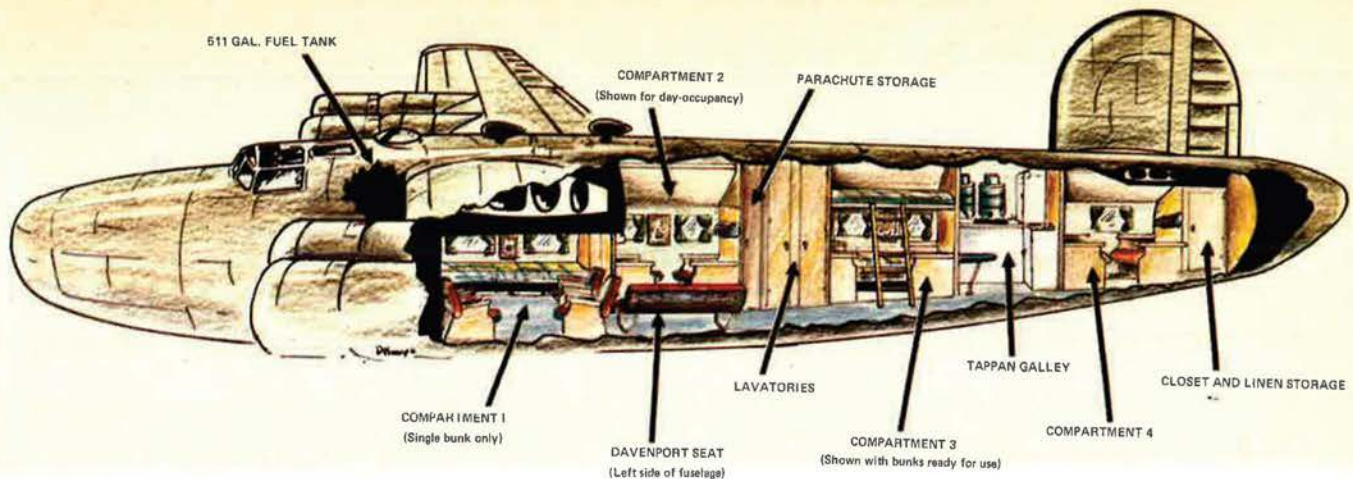 511 GAL. FUEL TANK
COMPARTMENT 2
(Shown for day-occupancy)
PARACHUTE STORAGE
COMPARTMENT 1
(Single bunk only)
DAVENPORT SEAT
(Left side of fuselage)
LAVATORIES
COMPARTMENT 3
(Shown with bunks ready for use)
TAPPAN GALLEY
COMPARTMENT 4
CLOSET AND LINEN STORAGE